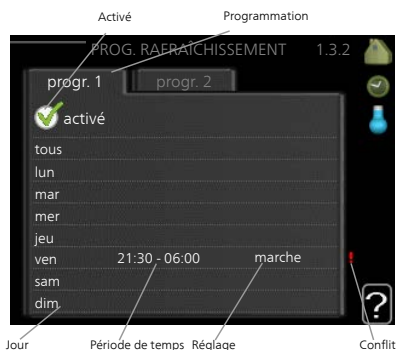 Activé Programmation
PROG. RAFRAÎCHISSEMENT 1.3.2
progr. 1 progr. 2
activé
tous
lun
mar
mer
jeu
ven 21:30 - 06:00 marche !
sam
dim
?
Jour Période de temps Réglage Conflit